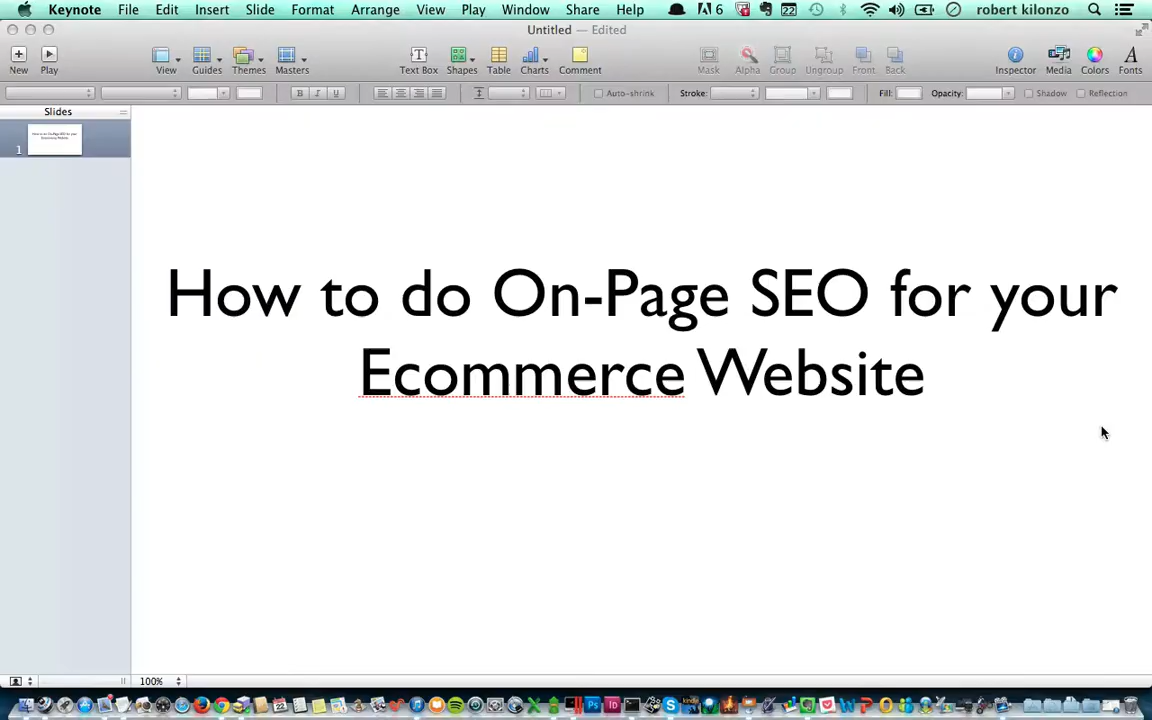 Keynote File Edit Insert Slide Format Arrange View Play Window Share Help 6 22 robert kilonzo
Untitled — Edited
New Play View Guides Themes Masters Text Box Shapes Table Charts Comment Mask Alpha Group Ungroup Front Back Inspector Media Colors Fonts
B I U Auto-shrink Stroke: Fill: Opacity: Shadow Reflection
Slides
1
How to do On-Page SEO for your
Ecommerce Website
100%